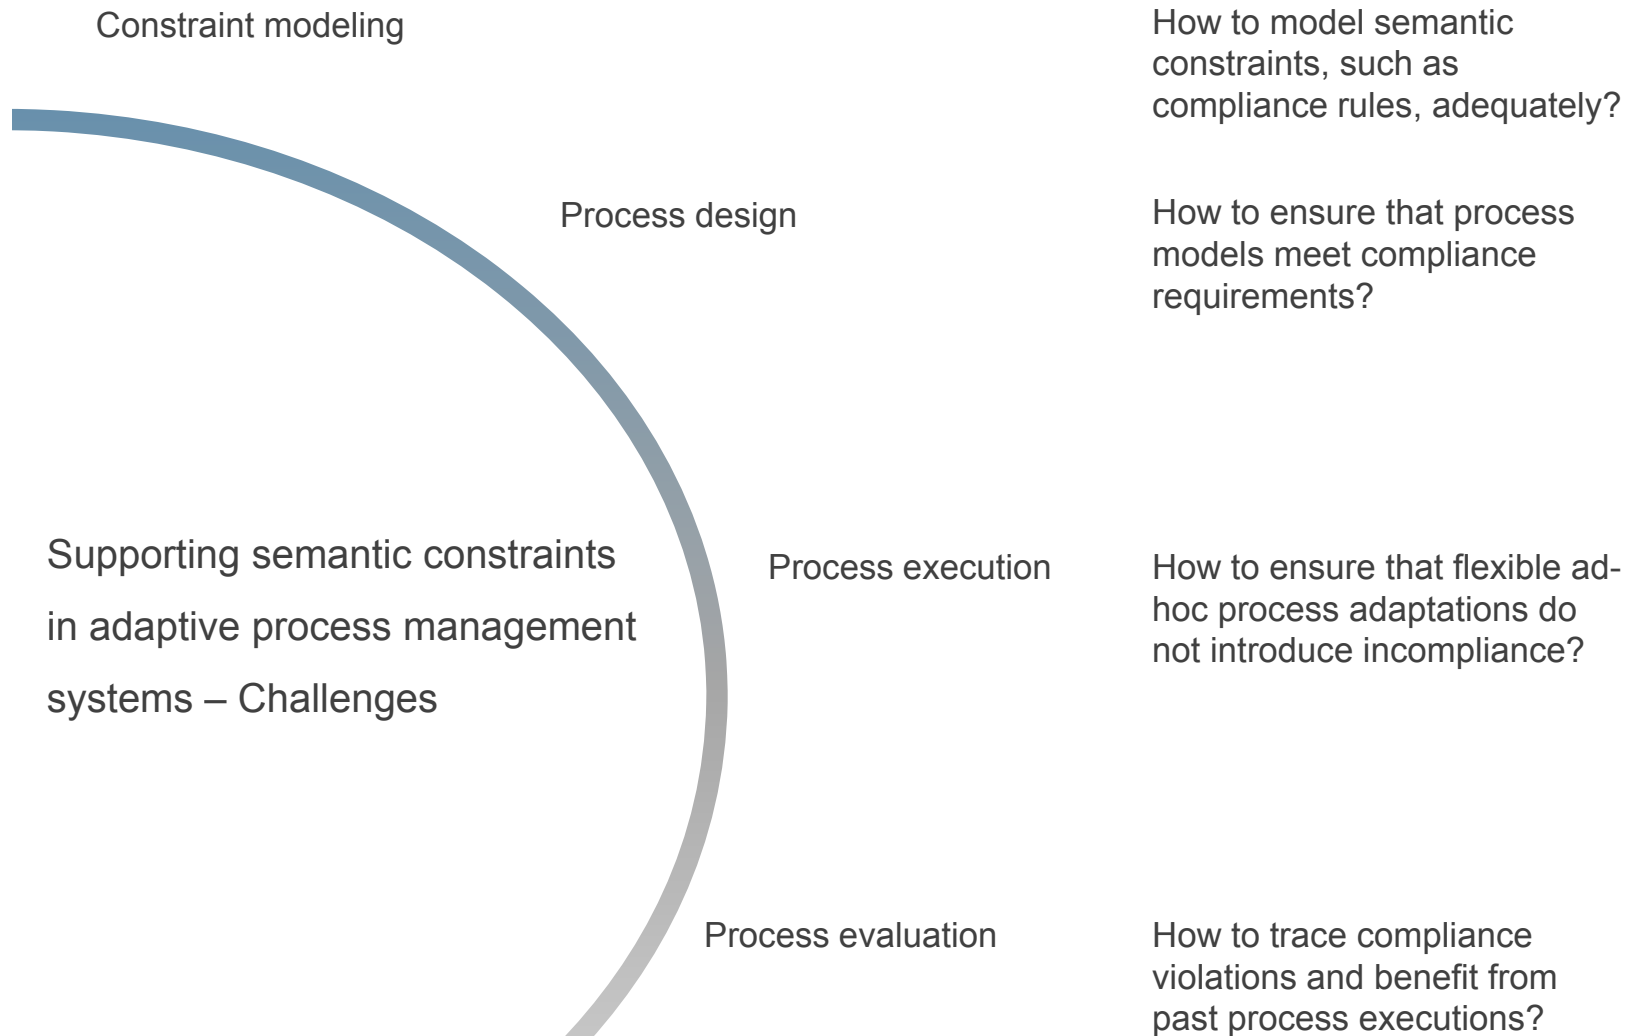 Constraint modeling
How to model semantic
constraints, such as
compliance rules, adequately?
Process design
How to ensure that process
models meet compliance
requirements?
Supporting semantic constraints
in adaptive process management
systems – Challenges
Process execution
How to ensure that flexible ad-
hoc process adaptations do
not introduce incompliance?
Process evaluation
How to trace compliance
violations and benefit from
past process executions?